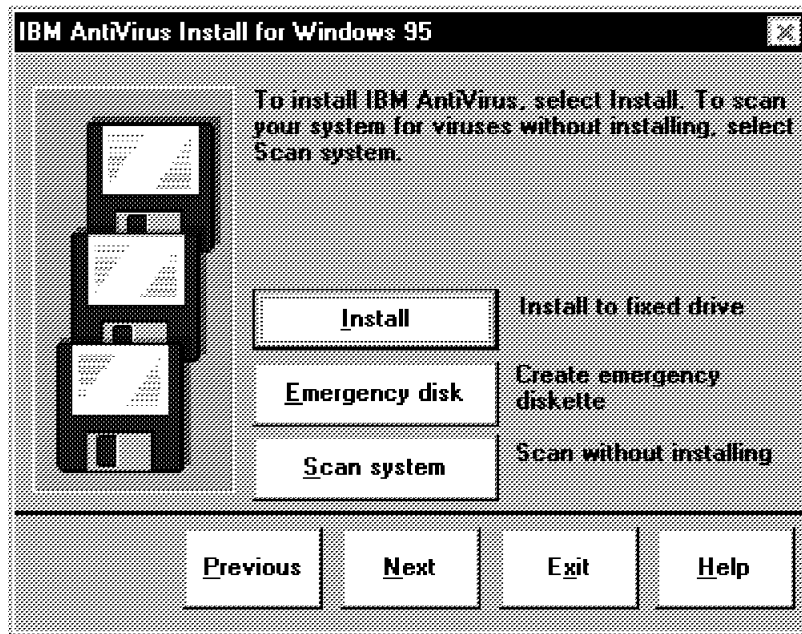 IBM AntiVirus Install for Windows 95
To install IBM AntiVirus, select Install. To scan
your system for viruses without installing, select
Scan system.
Install
Install to fixed drive
Emergency disk
Create emergency
diskette
Scan system
Scan without installing
Previous
Next
Exit
Help